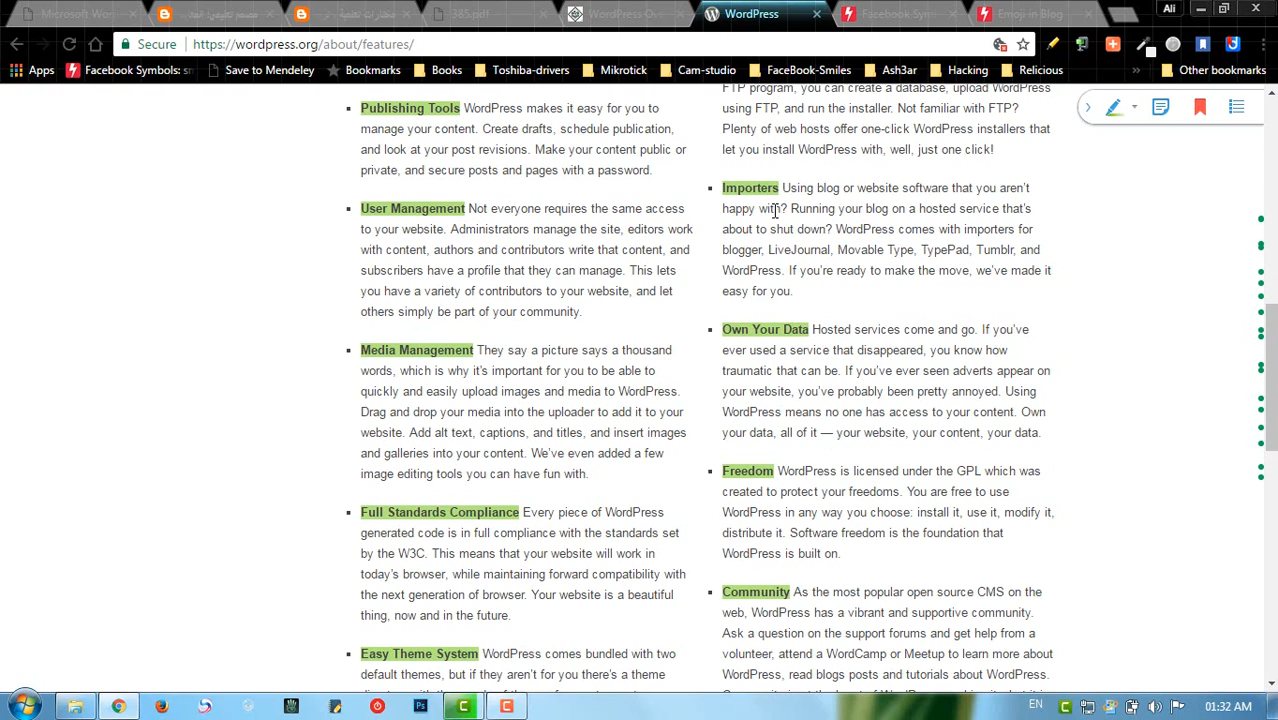 Microsoft Wor
385.pdf
WordPress Ov
WordPress
Facebook Sym
Emoji in Blog
Ali
Secure
https://wordpress.org/about/features/
Apps
Facebook Symbols: sm
Save to Mendeley
Bookmarks
Books
Toshiba-drivers
Mikrotick
Cam-studio
FaceBook-Smiles
Ash3ar
Hacking
Relicious
Other bookmarks
Publishing Tools WordPress makes it easy for you to
manage your content. Create drafts, schedule publication,
and look at your post revisions. Make your content public or
private, and secure posts and pages with a password.
User Management Not everyone requires the same access
to your website. Administrators manage the site, editors work
with content, authors and contributors write that content, and
subscribers have a profile that they can manage. This lets
you have a variety of contributors to your website, and let
others simply be part of your community.
Media Management They say a picture says a thousand
words, which is why it's important for you to be able to
quickly and easily upload images and media to WordPress.
Drag and drop your media into the uploader to add it to your
website. Add alt text, captions, and titles, and insert images
and galleries into your content. We've even added a few
image editing tools you can have fun with.
Full Standards Compliance Every piece of WordPress
generated code is in full compliance with the standards set
by the W3C. This means that your website will work in
today's browser, while maintaining forward compatibility with
the next generation of browser. Your website is a beautiful
thing, now and in the future.
Easy Theme System WordPress comes bundled with two
default themes, but if they aren't for you there's a theme
FTP program, you can create a database, upload WordPress
using FTP, and run the installer. Not familiar with FTP?
Plenty of web hosts offer one-click WordPress installers that
let you install WordPress with, well, just one click!
Importers Using blog or website software that you aren't
happy with? Running your blog on a hosted service that's
about to shut down? WordPress comes with importers for
blogger, LiveJournal, Movable Type, TypePad, Tumblr, and
WordPress. If you're ready to make the move, we've made it
easy for you.
Own Your Data Hosted services come and go. If you've
ever used a service that disappeared, you know how
traumatic that can be. If you've ever seen adverts appear on
your website, you've probably been pretty annoyed. Using
WordPress means no one has access to your content. Own
your data, all of it — your website, your content, your data.
Freedom WordPress is licensed under the GPL which was
created to protect your freedoms. You are free to use
WordPress in any way you choose: install it, use it, modify it,
distribute it. Software freedom is the foundation that
WordPress is built on.
Community As the most popular open source CMS on the
web, WordPress has a vibrant and supportive community.
Ask a question on the support forums and get help from a
volunteer, attend a WordCamp or Meetup to learn more about
WordPress, read blogs posts and tutorials about WordPress.
EN
01:32 AM